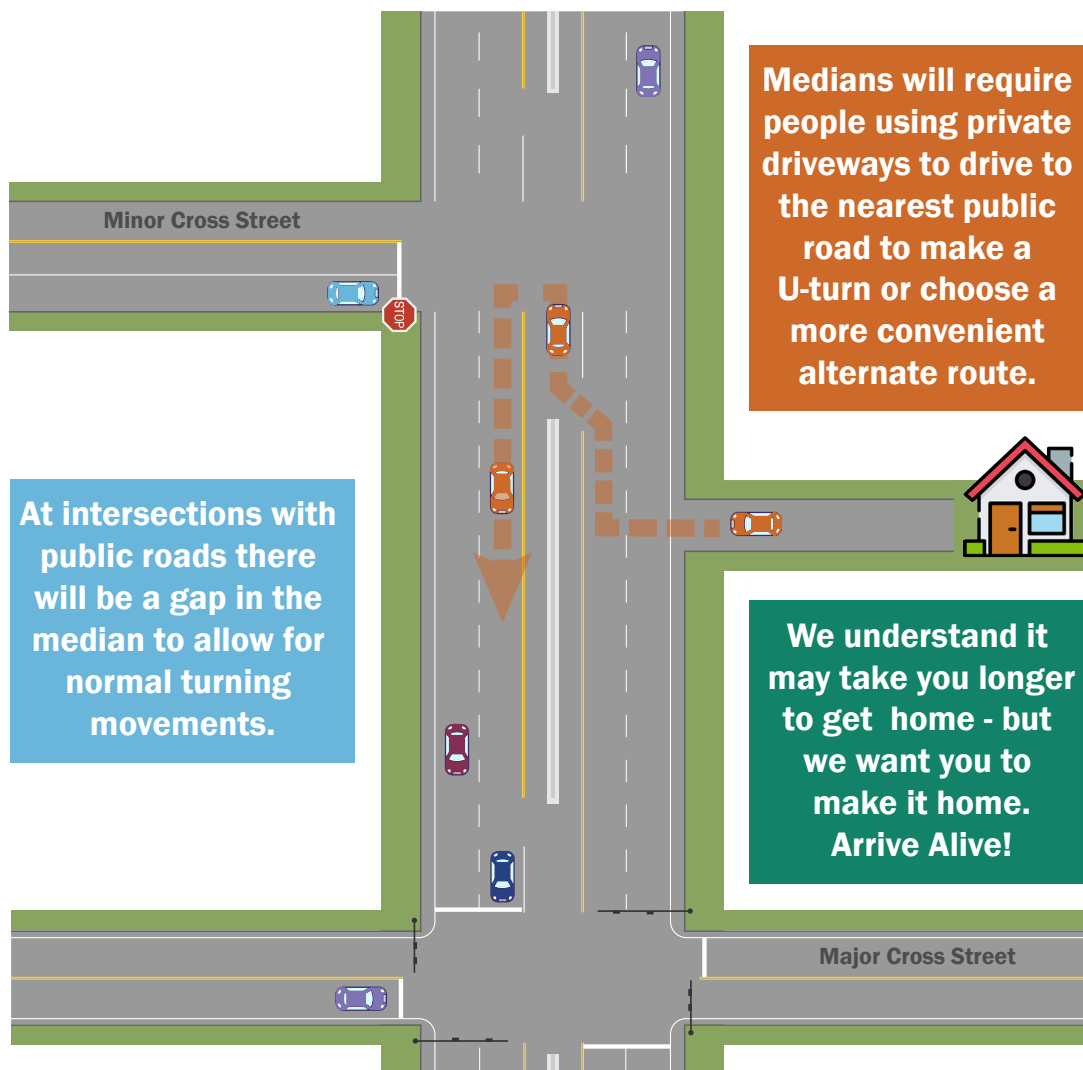 Medians will require
people using private
driveways to drive to
the nearest public
road to make a
U-turn or choose a
more convenient
alternate route.
Minor Cross Street
STOP
At intersections with
public roads there
will be a gap in the
median to allow for
normal turning
movements.
We understand it
may take you longer
to get home - but
we want you to
make it home.
Arrive Alive!
Major Cross Street